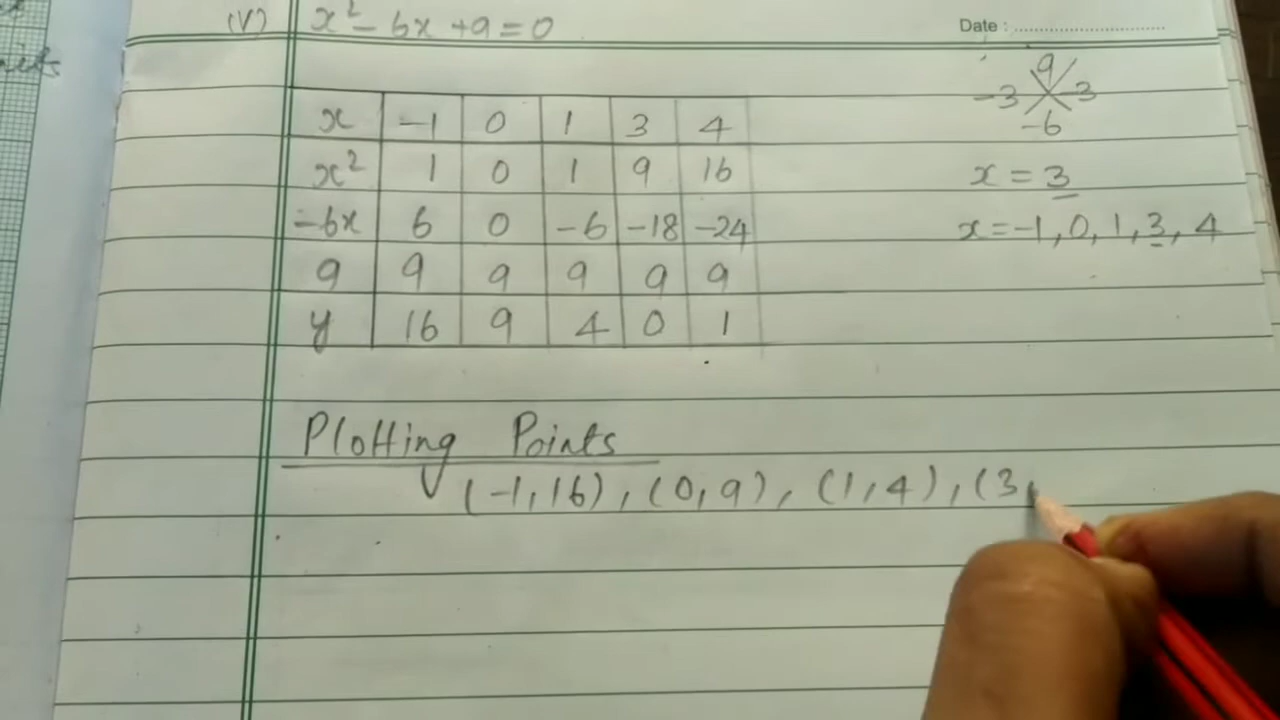 (V) x² - 6x + 9 = 0
Date : ..............................
9
-3 -3
-6
x -1 0 1 3 4
x² 1 0 1 9 16
-6x 6 0 -6 -18 -24
9 9 9 9 9 9
y 16 9 4 0 1
x = 3
x = -1, 0, 1, 3, 4
Plotting Points
(-1, 16), (0, 9), (1, 4), (3,